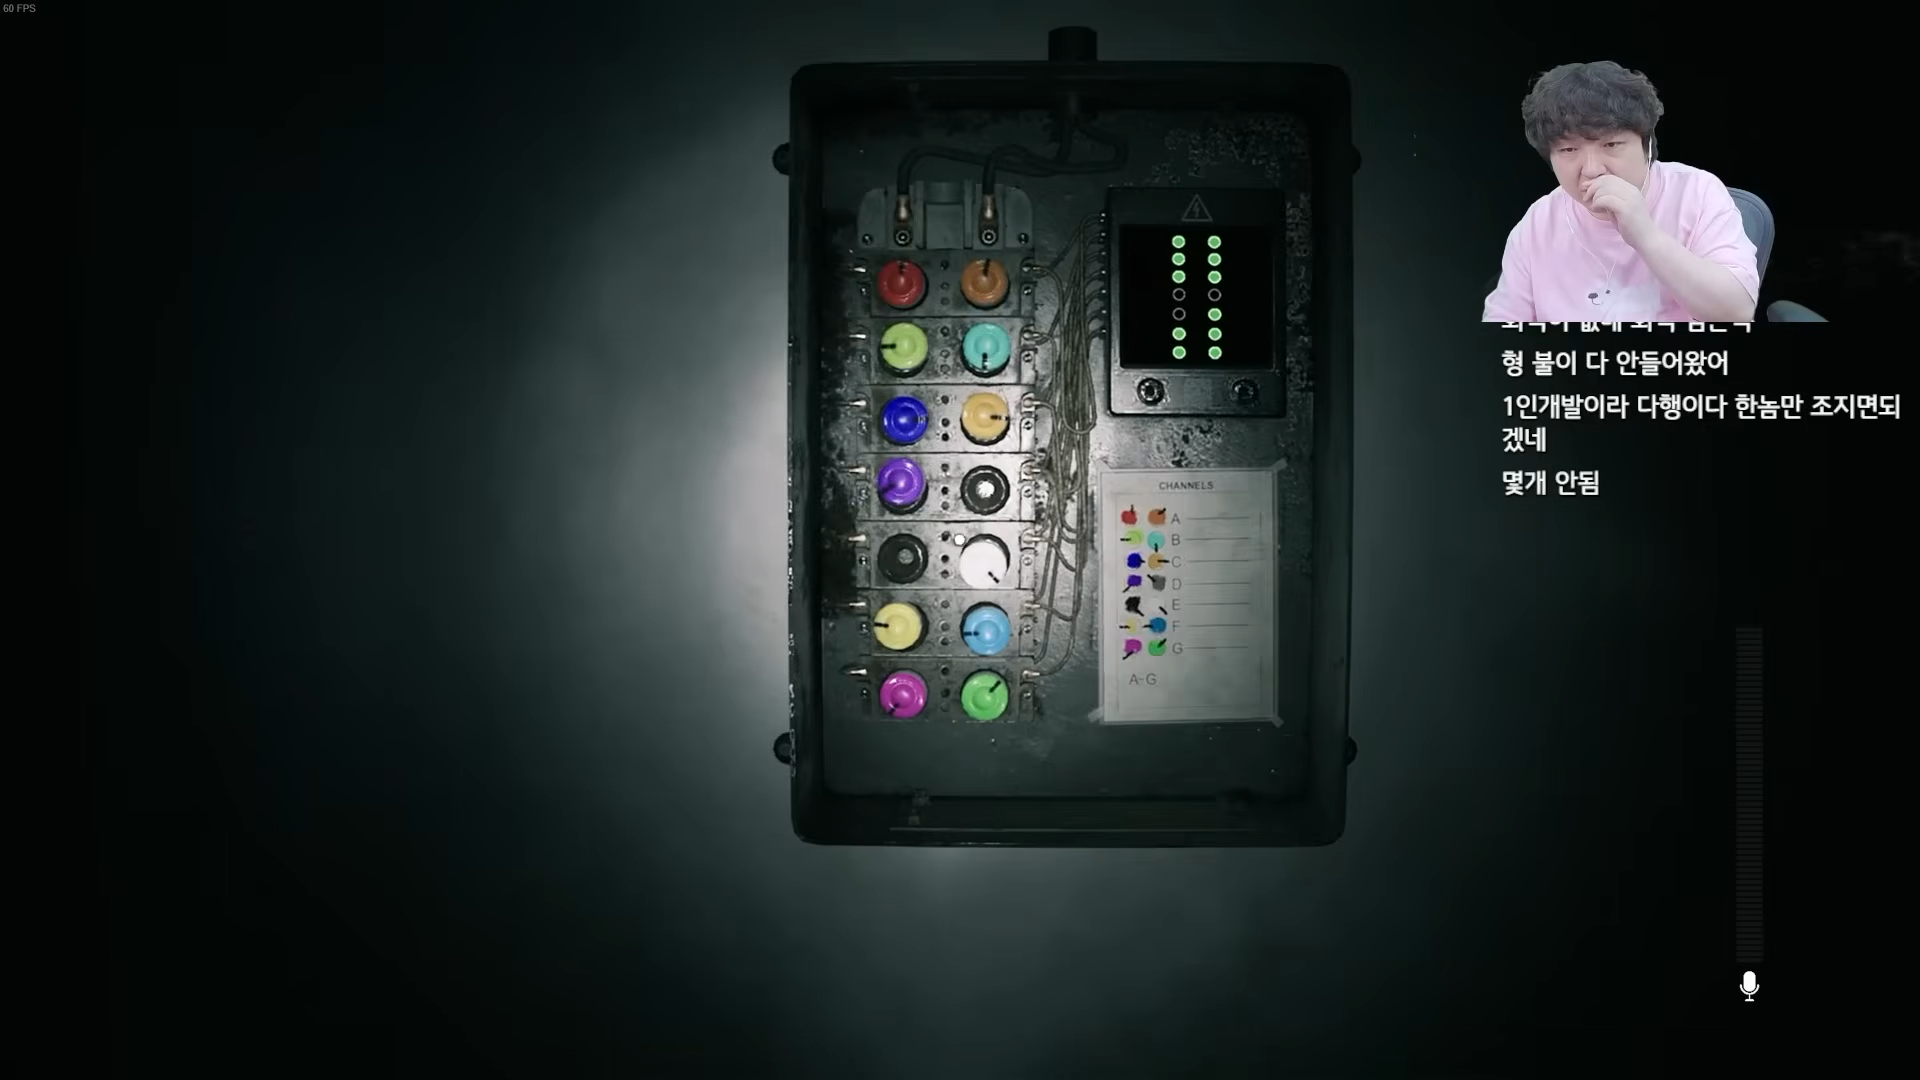 60 FPS
형 불이 다 안들어왔어
1인개발이라 다행이다 한놈만 조지면되
겠네
몇개 안됨
CHANNELS
A
B
C
D
E
F
G
A-G